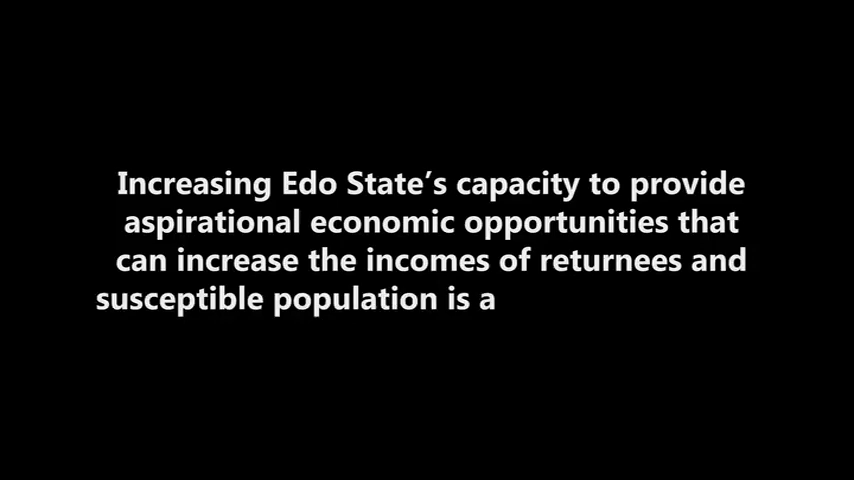 Increasing Edo State’s capacity to provide
aspirational economic opportunities that
can increase the incomes of returnees and
susceptible population is a